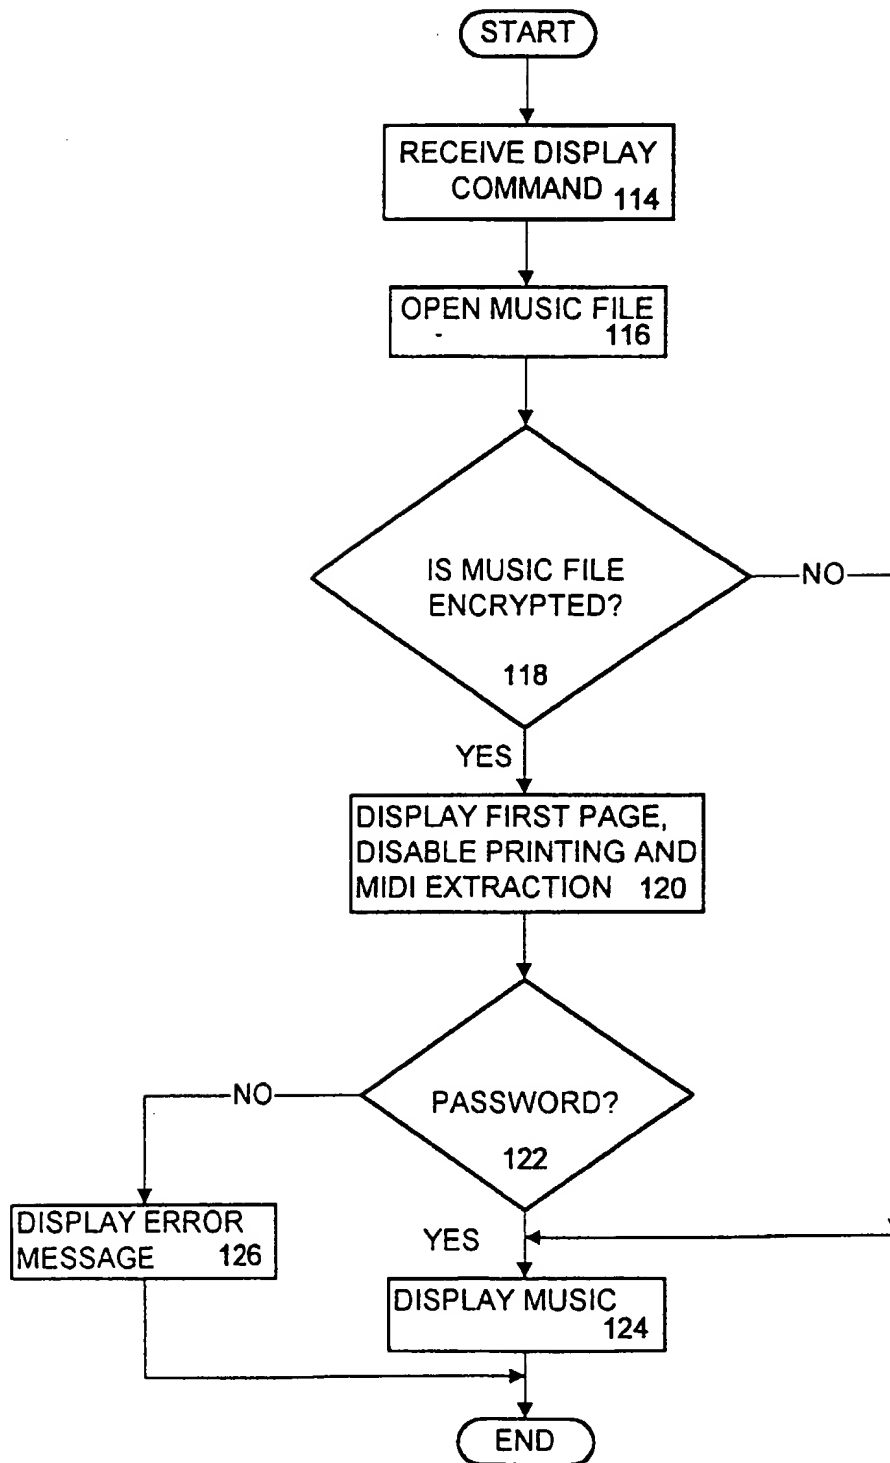 START
RECEIVE DISPLAY
COMMAND 114
OPEN MUSIC FILE
116
IS MUSIC FILE
ENCRYPTED?
118
NO
YES
DISPLAY FIRST PAGE,
DISABLE PRINTING AND
MIDI EXTRACTION 120
NO
PASSWORD?
122
DISPLAY ERROR
MESSAGE 126
YES
DISPLAY MUSIC
124
END